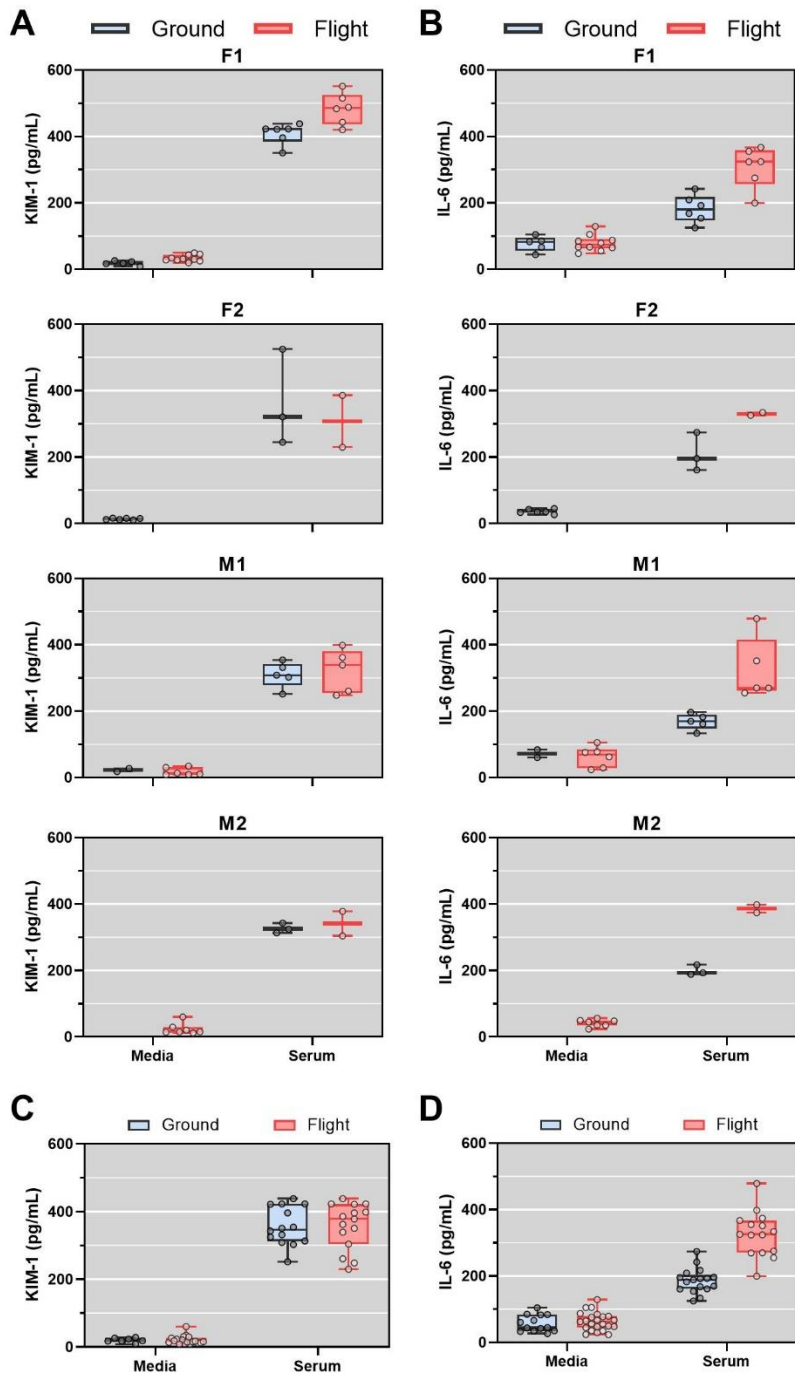 A
Ground Flight
F1
KIM-1 (pg/mL)
600
400
200
0
F2
KIM-1 (pg/mL)
600
400
200
0
M1
KIM-1 (pg/mL)
600
400
200
0
M2
KIM-1 (pg/mL)
600
400
200
0
Media Serum
B
Ground Flight
F1
IL-6 (pg/mL)
600
400
200
0
F2
IL-6 (pg/mL)
600
400
200
0
M1
IL-6 (pg/mL)
600
400
200
0
M2
IL-6 (pg/mL)
600
400
200
0
Media Serum
C
Ground Flight
KIM-1 (pg/mL)
600
400
200
0
Media Serum
D
Ground Flight
IL-6 (pg/mL)
600
400
200
0
Media Serum